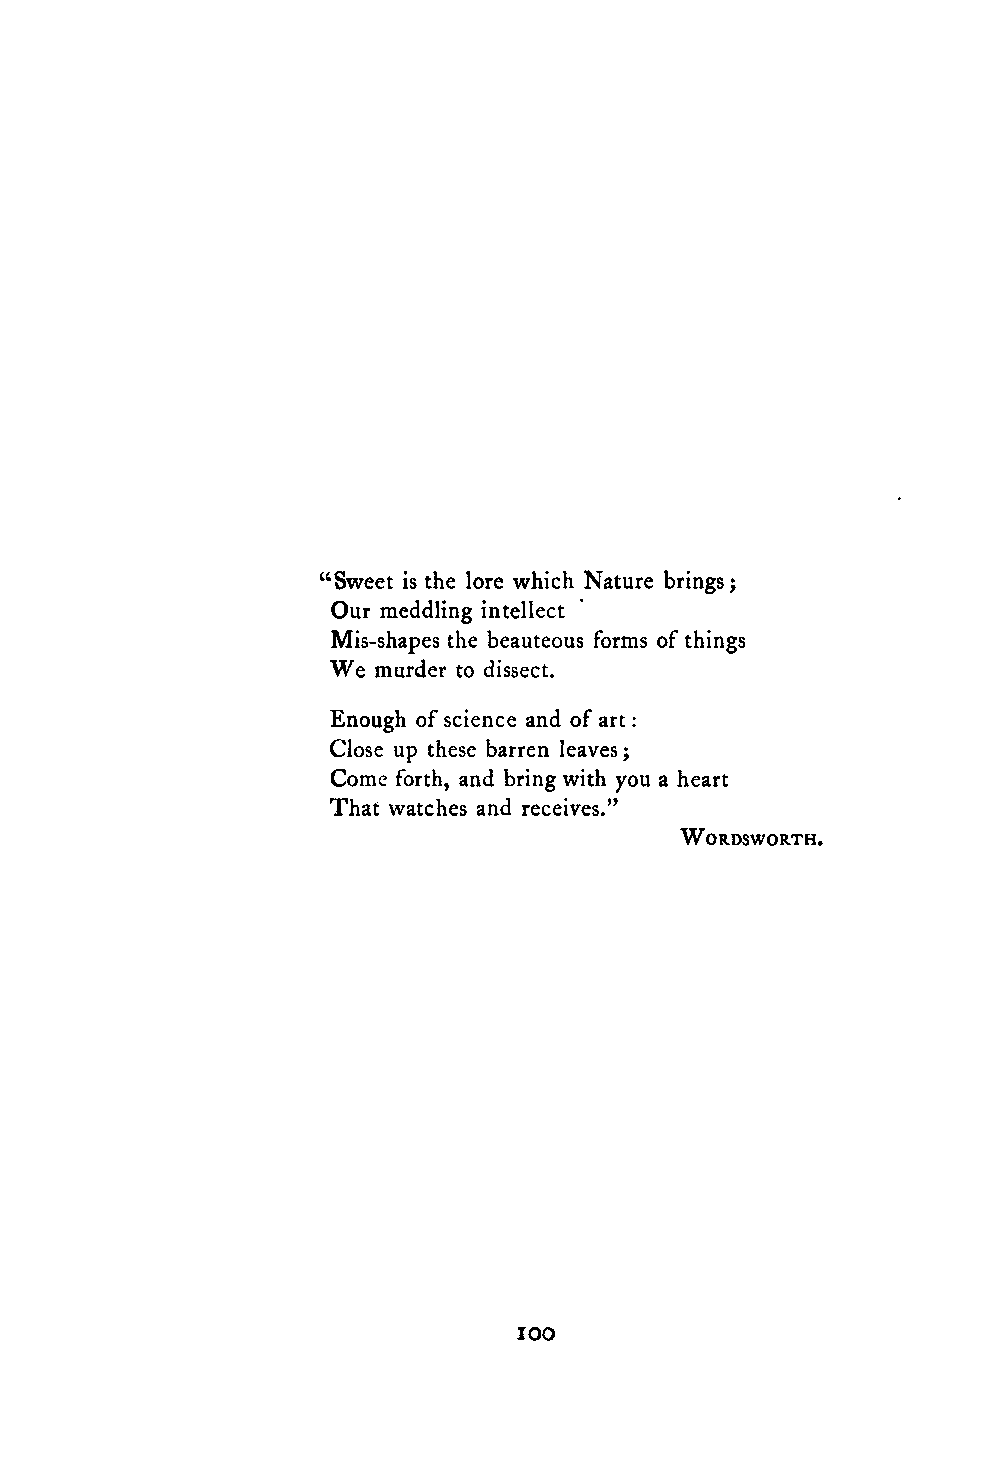 “Sweet is the lore which Nature brings;
Our meddling intellect
Mis-shapes the beauteous forms of things
We murder to dissect.
Enough of science and of art:
Close up these barren leaves;
Come forth, and bring with you a heart
That watches and receives.”
WORDSWORTH.
100